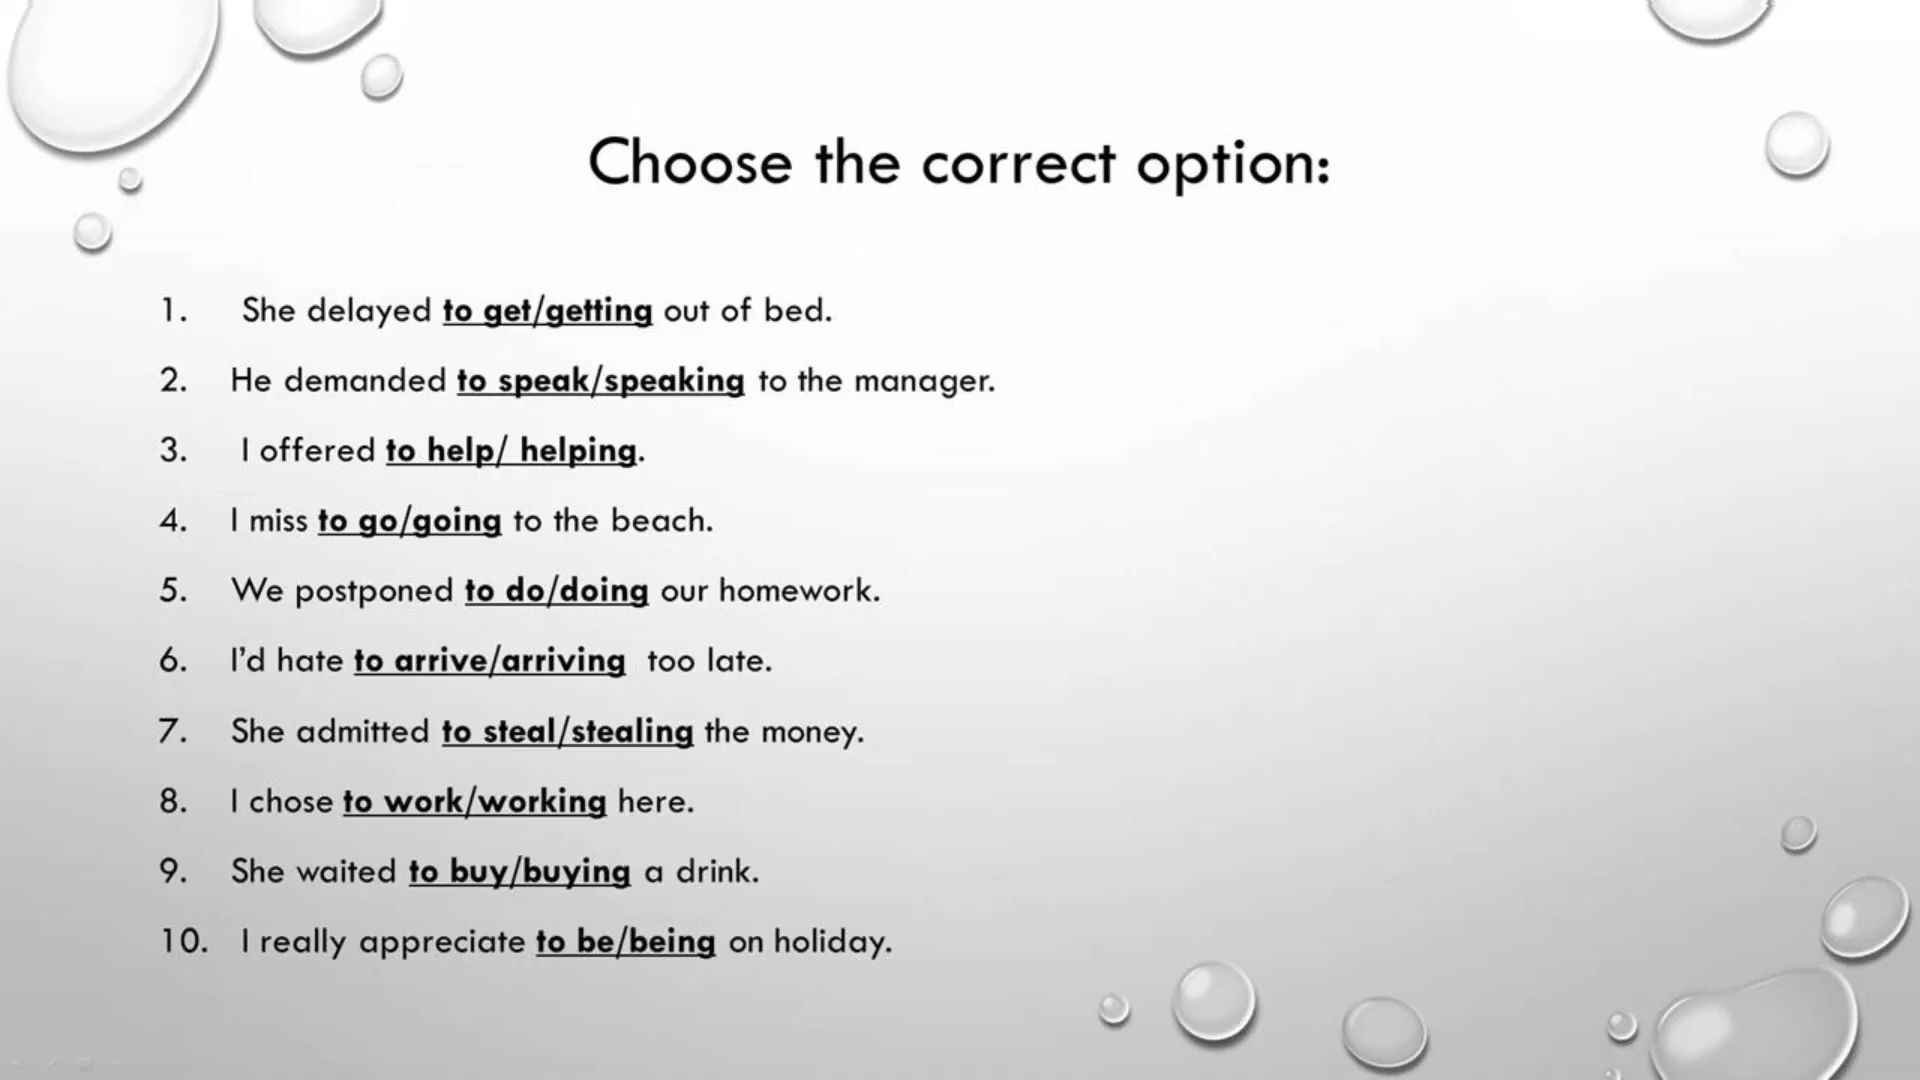 Choose the correct option:
1. She delayed to get/getting out of bed.
2. He demanded to speak/speaking to the manager.
3. I offered to help/ helping.
4. I miss to go/going to the beach.
5. We postponed to do/doing our homework.
6. I’d hate to arrive/arriving too late.
7. She admitted to steal/stealing the money.
8. I chose to work/working here.
9. She waited to buy/buying a drink.
10. I really appreciate to be/being on holiday.